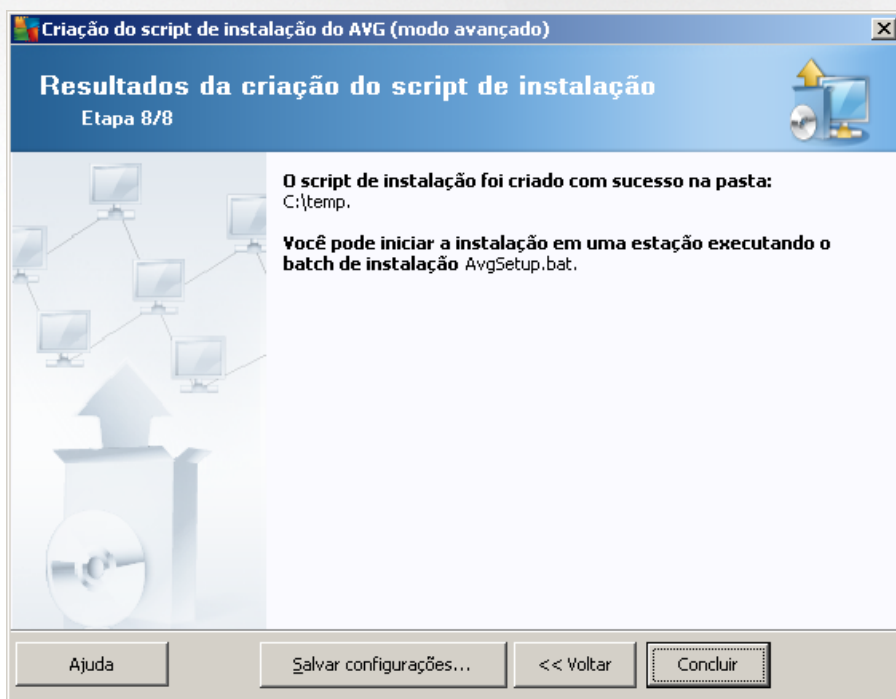 Criação do script de instalação do AVG (modo avançado)
Resultados da criação do script de instalação
Etapa 8/8
O script de instalação foi criado com sucesso na pasta:
C:\temp.
Você pode iniciar a instalação em uma estação executando o
batch de instalação AvgSetup.bat.
Ajuda
Salvar configurações...
<< Voltar
Concluir